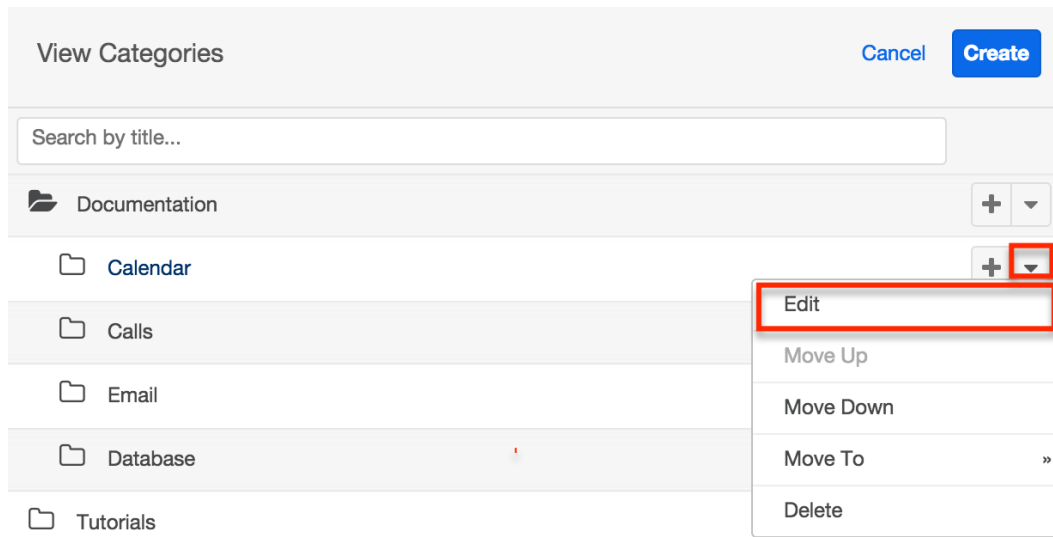 View Categories
Cancel
Create
Search by title...
Documentation
Calendar
Edit
Calls
Move Up
Email
Move Down
Database
Move To »
Tutorials
Delete